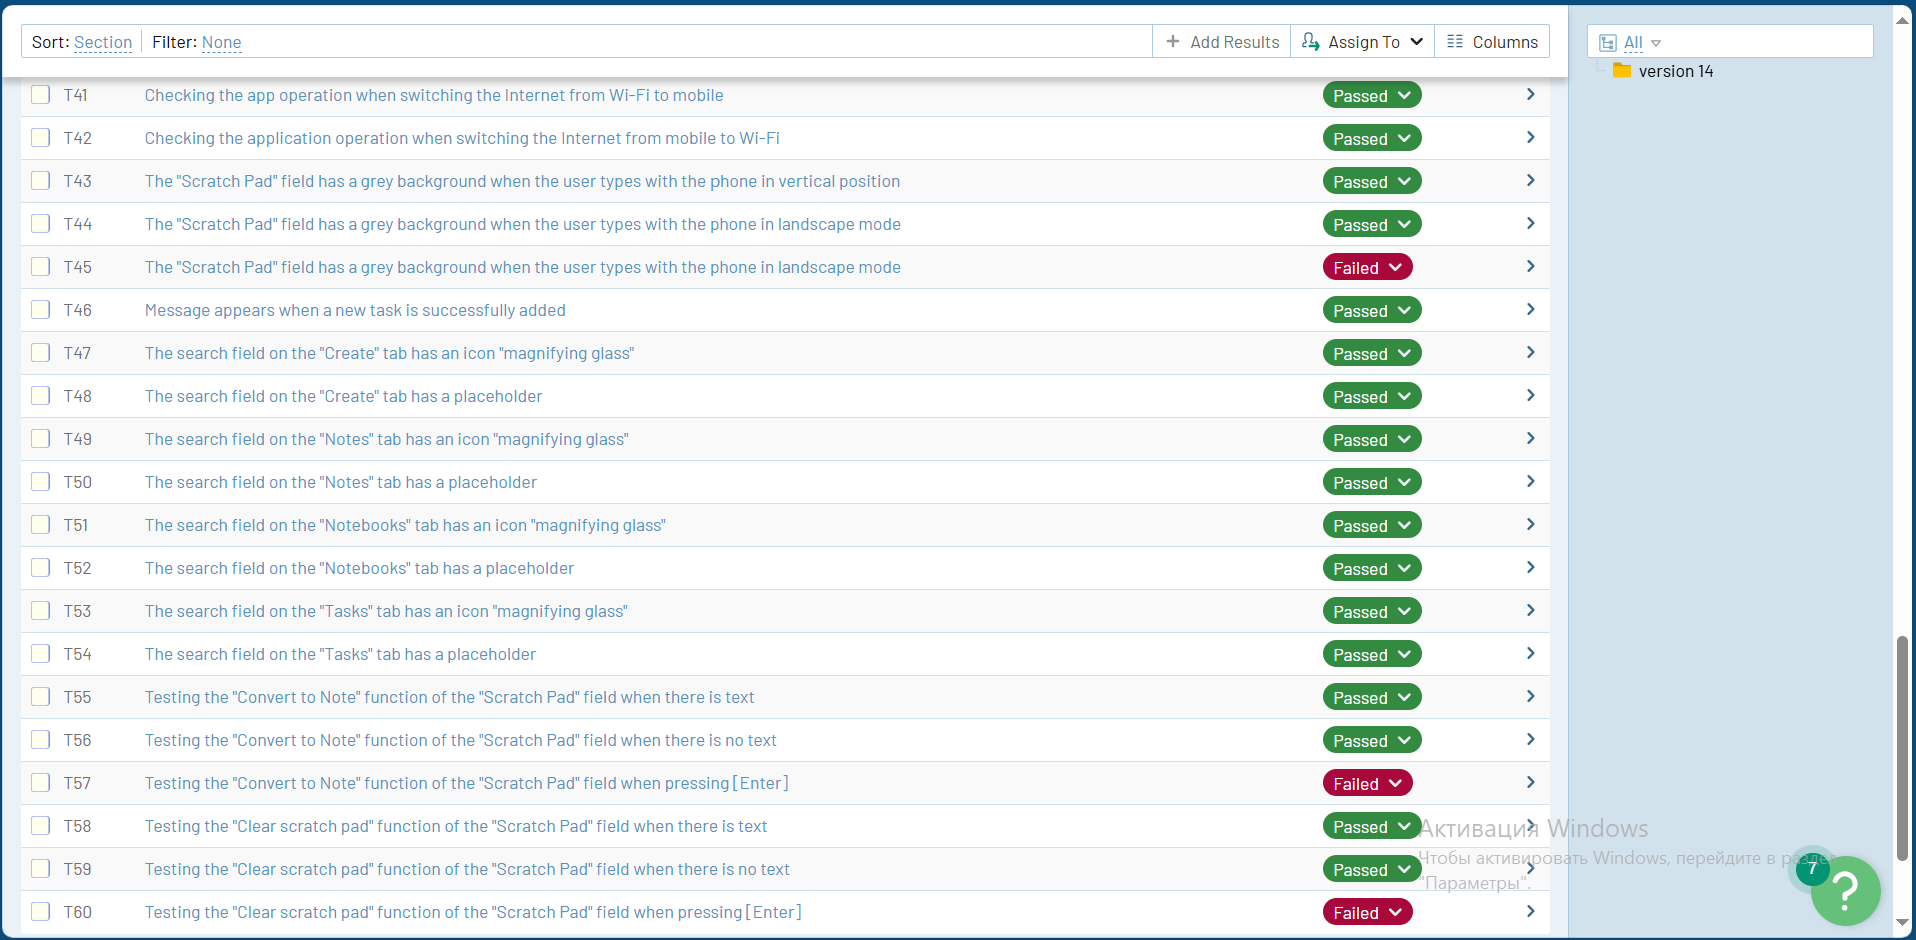 Sort: Section Filter: None Add Results Assign To Columns All
version 14
T41 Checking the app operation when switching the Internet from Wi-Fi to mobile Passed
T42 Checking the application operation when switching the Internet from mobile to Wi-Fi Passed
T43 The "Scratch Pad" field has a grey background when the user types with the phone in vertical position Passed
T44 The "Scratch Pad" field has a grey background when the user types with the phone in landscape mode Passed
T45 The "Scratch Pad" field has a grey background when the user types with the phone in landscape mode Failed
T46 Message appears when a new task is successfully added Passed
T47 The search field on the "Create" tab has an icon "magnifying glass" Passed
T48 The search field on the "Create" tab has a placeholder Passed
T49 The search field on the "Notes" tab has an icon "magnifying glass" Passed
T50 The search field on the "Notes" tab has a placeholder Passed
T51 The search field on the "Notebooks" tab has an icon "magnifying glass" Passed
T52 The search field on the "Notebooks" tab has a placeholder Passed
T53 The search field on the "Tasks" tab has an icon "magnifying glass" Passed
T54 The search field on the "Tasks" tab has a placeholder Passed
T55 Testing the "Convert to Note" function of the "Scratch Pad" field when there is text Passed
T56 Testing the "Convert to Note" function of the "Scratch Pad" field when there is no text Passed
T57 Testing the "Convert to Note" function of the "Scratch Pad" field when pressing [Enter] Failed
T58 Testing the "Clear scratch pad" function of the "Scratch Pad" field when there is text Passed
T59 Testing the "Clear scratch pad" function of the "Scratch Pad" field when there is no text Passed
T60 Testing the "Clear scratch pad" function of the "Scratch Pad" field when pressing [Enter] Failed
Активация Windows
Чтобы активировать Windows, перейдите в раздел
"Параметры".
7
?